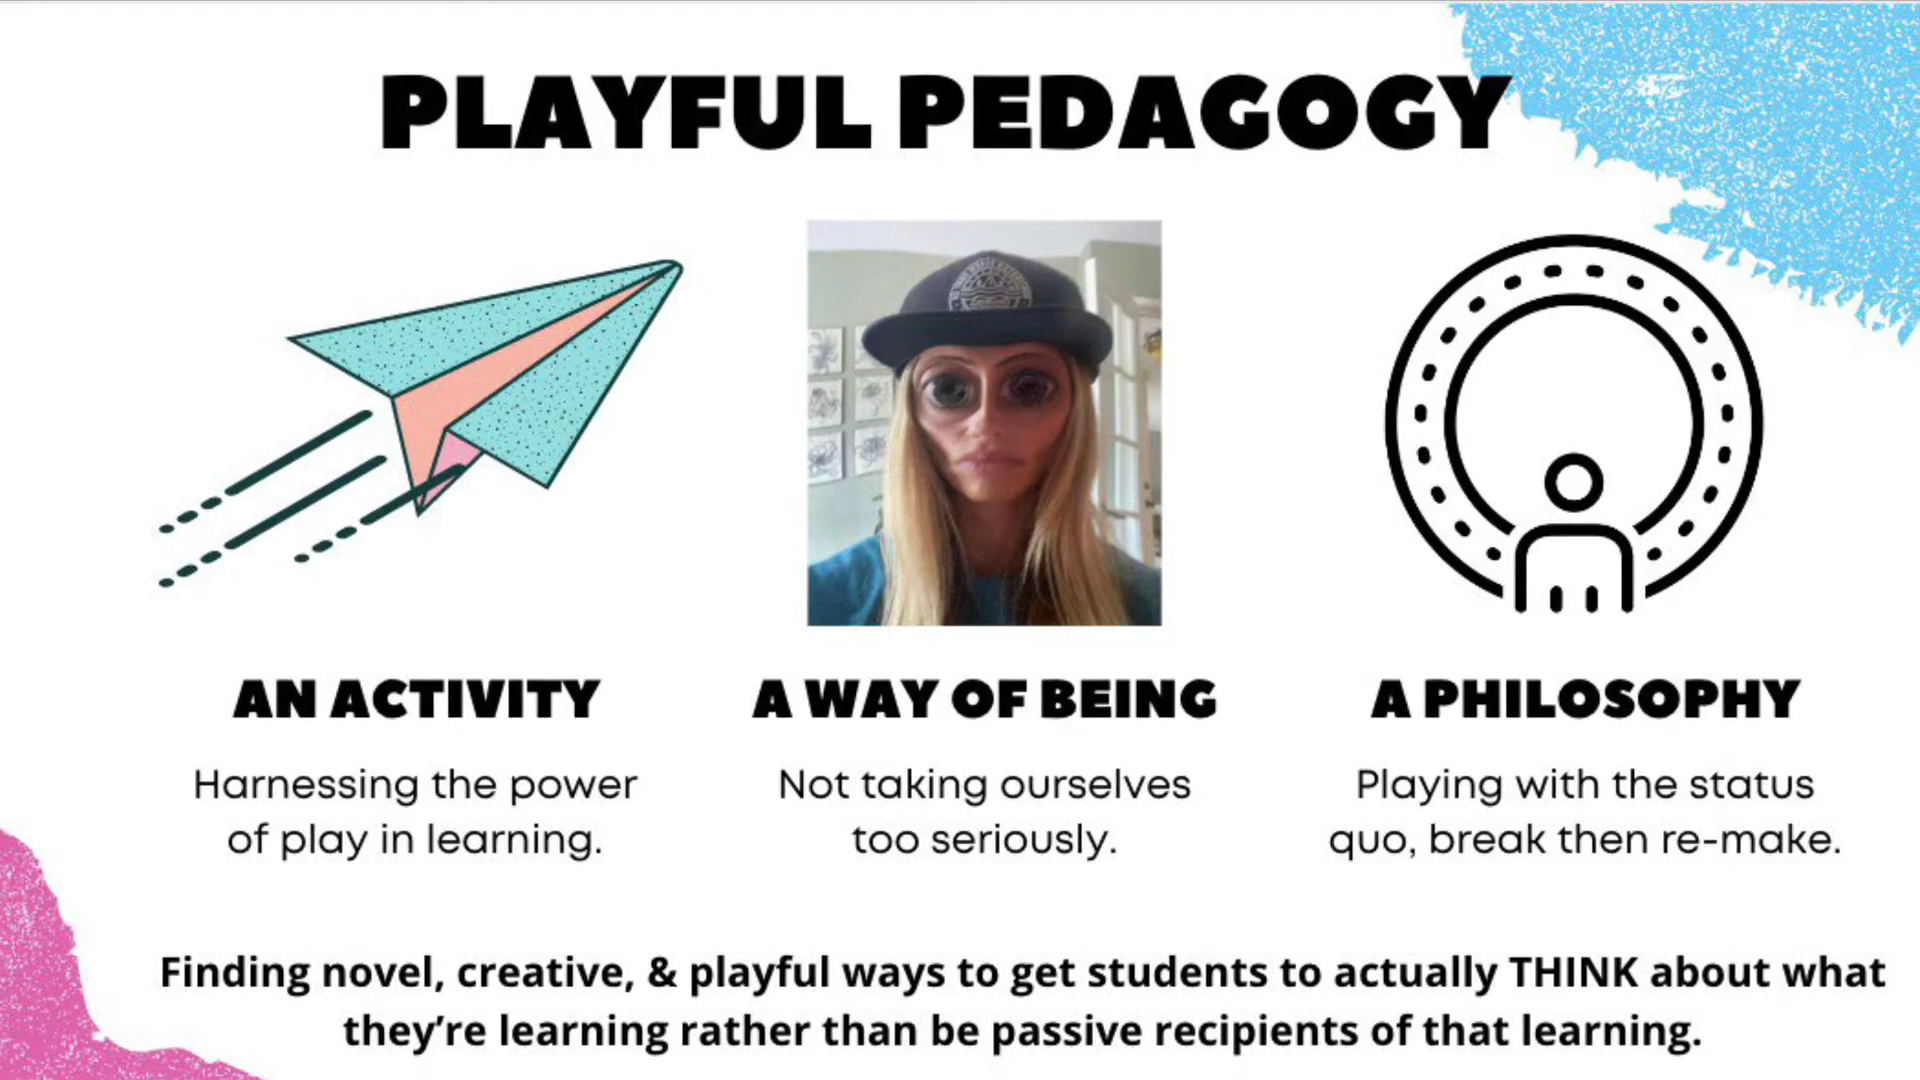 PLAYFUL PEDAGOGY
AN ACTIVITY
Harnessing the power
of play in learning.
A WAY OF BEING
Not taking ourselves
too seriously.
A PHILOSOPHY
Playing with the status
quo, break then re-make.
Finding novel, creative, & playful ways to get students to actually THINK about what
they’re learning rather than be passive recipients of that learning.